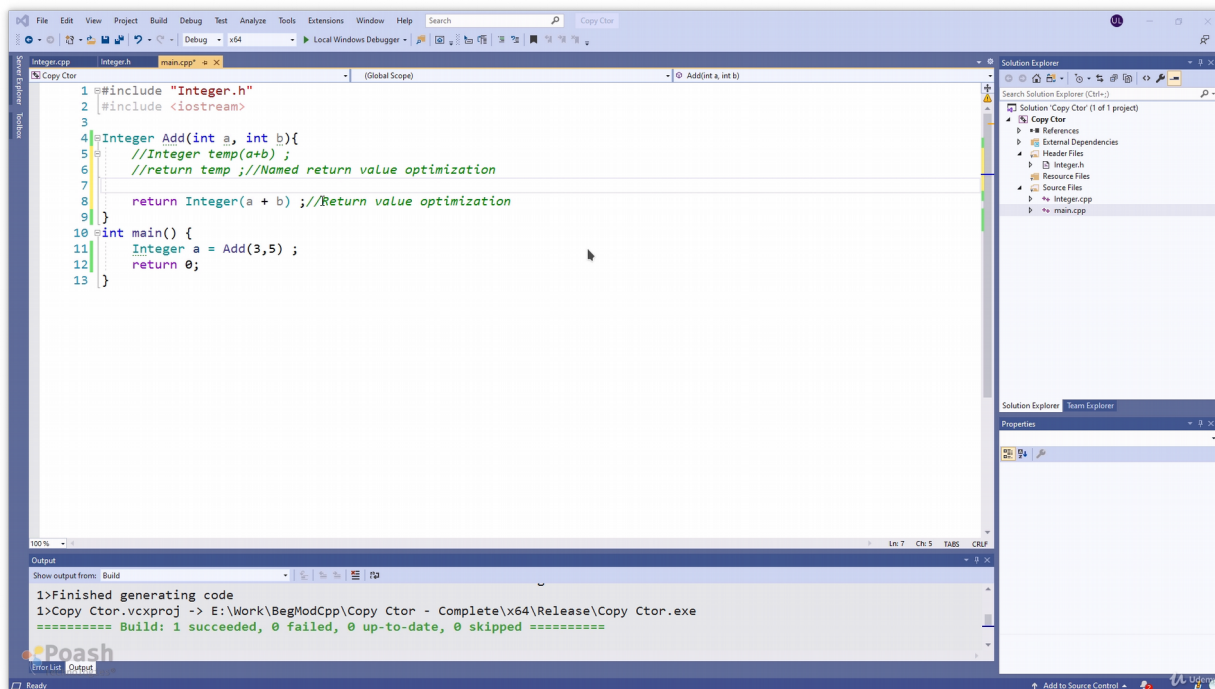 File Edit View Project Build Debug Test Analyze Tools Extensions Window Help Search Copy Ctor UL
Debug x64 Local Windows Debugger
Server Explorer
Toolbox
Integer.cpp Integer.h main.cpp*
Copy Ctor (Global Scope) Add(int a, int b)
1 #include "Integer.h"
2 #include <iostream>
3
4 Integer Add(int a, int b){
5 //Integer temp(a+b) ;
6 //return temp ;//Named return value optimization
7
8 return Integer(a + b) ;//Return value optimization
9 }
10 int main() {
11 Integer a = Add(3,5) ;
12 return 0;
13 }
100 % Ln: 7 Ch: 5 TABS CRLF
Solution Explorer
Search Solution Explorer (Ctrl+;)
Solution 'Copy Ctor' (1 of 1 project)
Copy Ctor
References
External Dependencies
Header Files
Integer.h
Resource Files
Source Files
Integer.cpp
main.cpp
Solution Explorer Team Explorer
Properties
Output
Show output from: Build
1>Finished generating code
1>Copy Ctor.vcxproj -> E:\Work\BegModCpp\Copy Ctor - Complete\x64\Release\Copy Ctor.exe
========== Build: 1 succeeded, 0 failed, 0 up-to-date, 0 skipped ==========
Poash
Error List Output
Ready Add to Source Control
Udemy